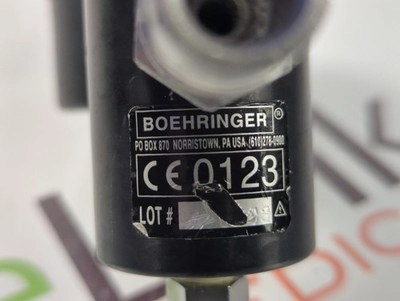 BOEHRINGER ®
PO BOX 870 NORRISTOWN, PA USA (610)278-0900
CE 0123
LOT #